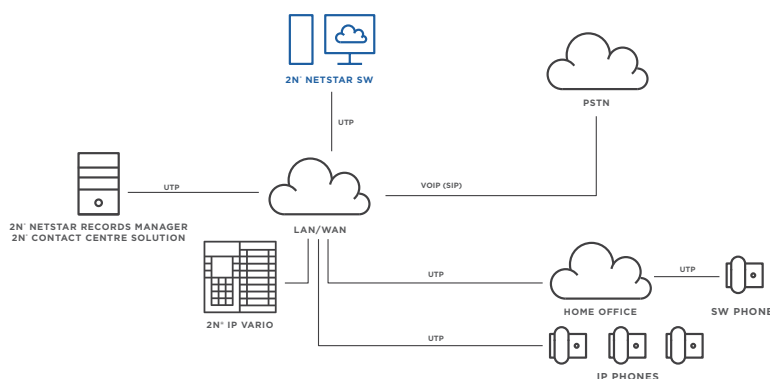 2N® NETSTAR SW
PSTN
UTP
UTP
VOIP (SIP)
2N® NETSTAR RECORDS MANAGER
2N® CONTACT CENTRE SOLUTION
LAN/WAN
UTP
UTP
HOME OFFICE
SW PHONE
2N® IP VARIO
UTP
IP PHONES